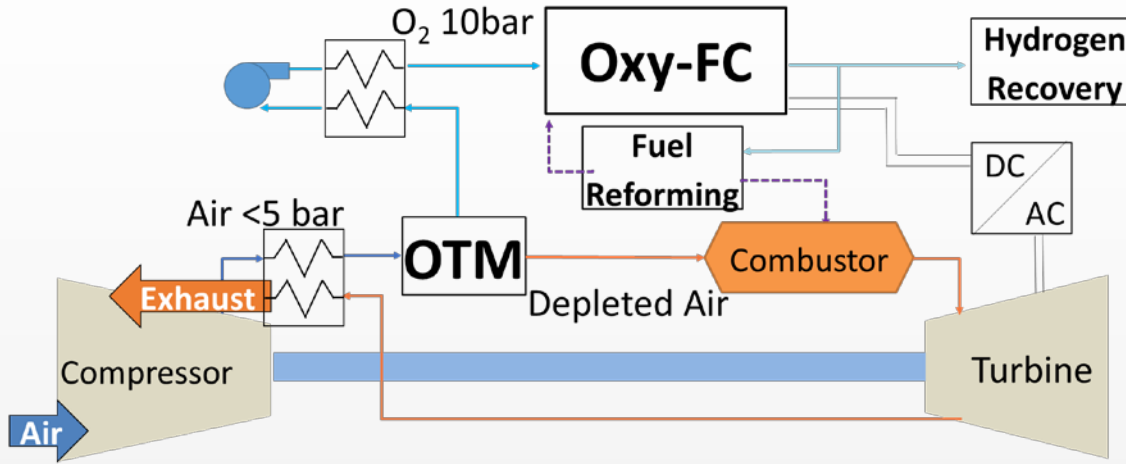 O₂ 10bar
Oxy-FC
Hydrogen
Recovery
Fuel
Reforming
DC
AC
Air <5 bar
OTM
Combustor
Exhaust
Depleted Air
Compressor
Turbine
Air